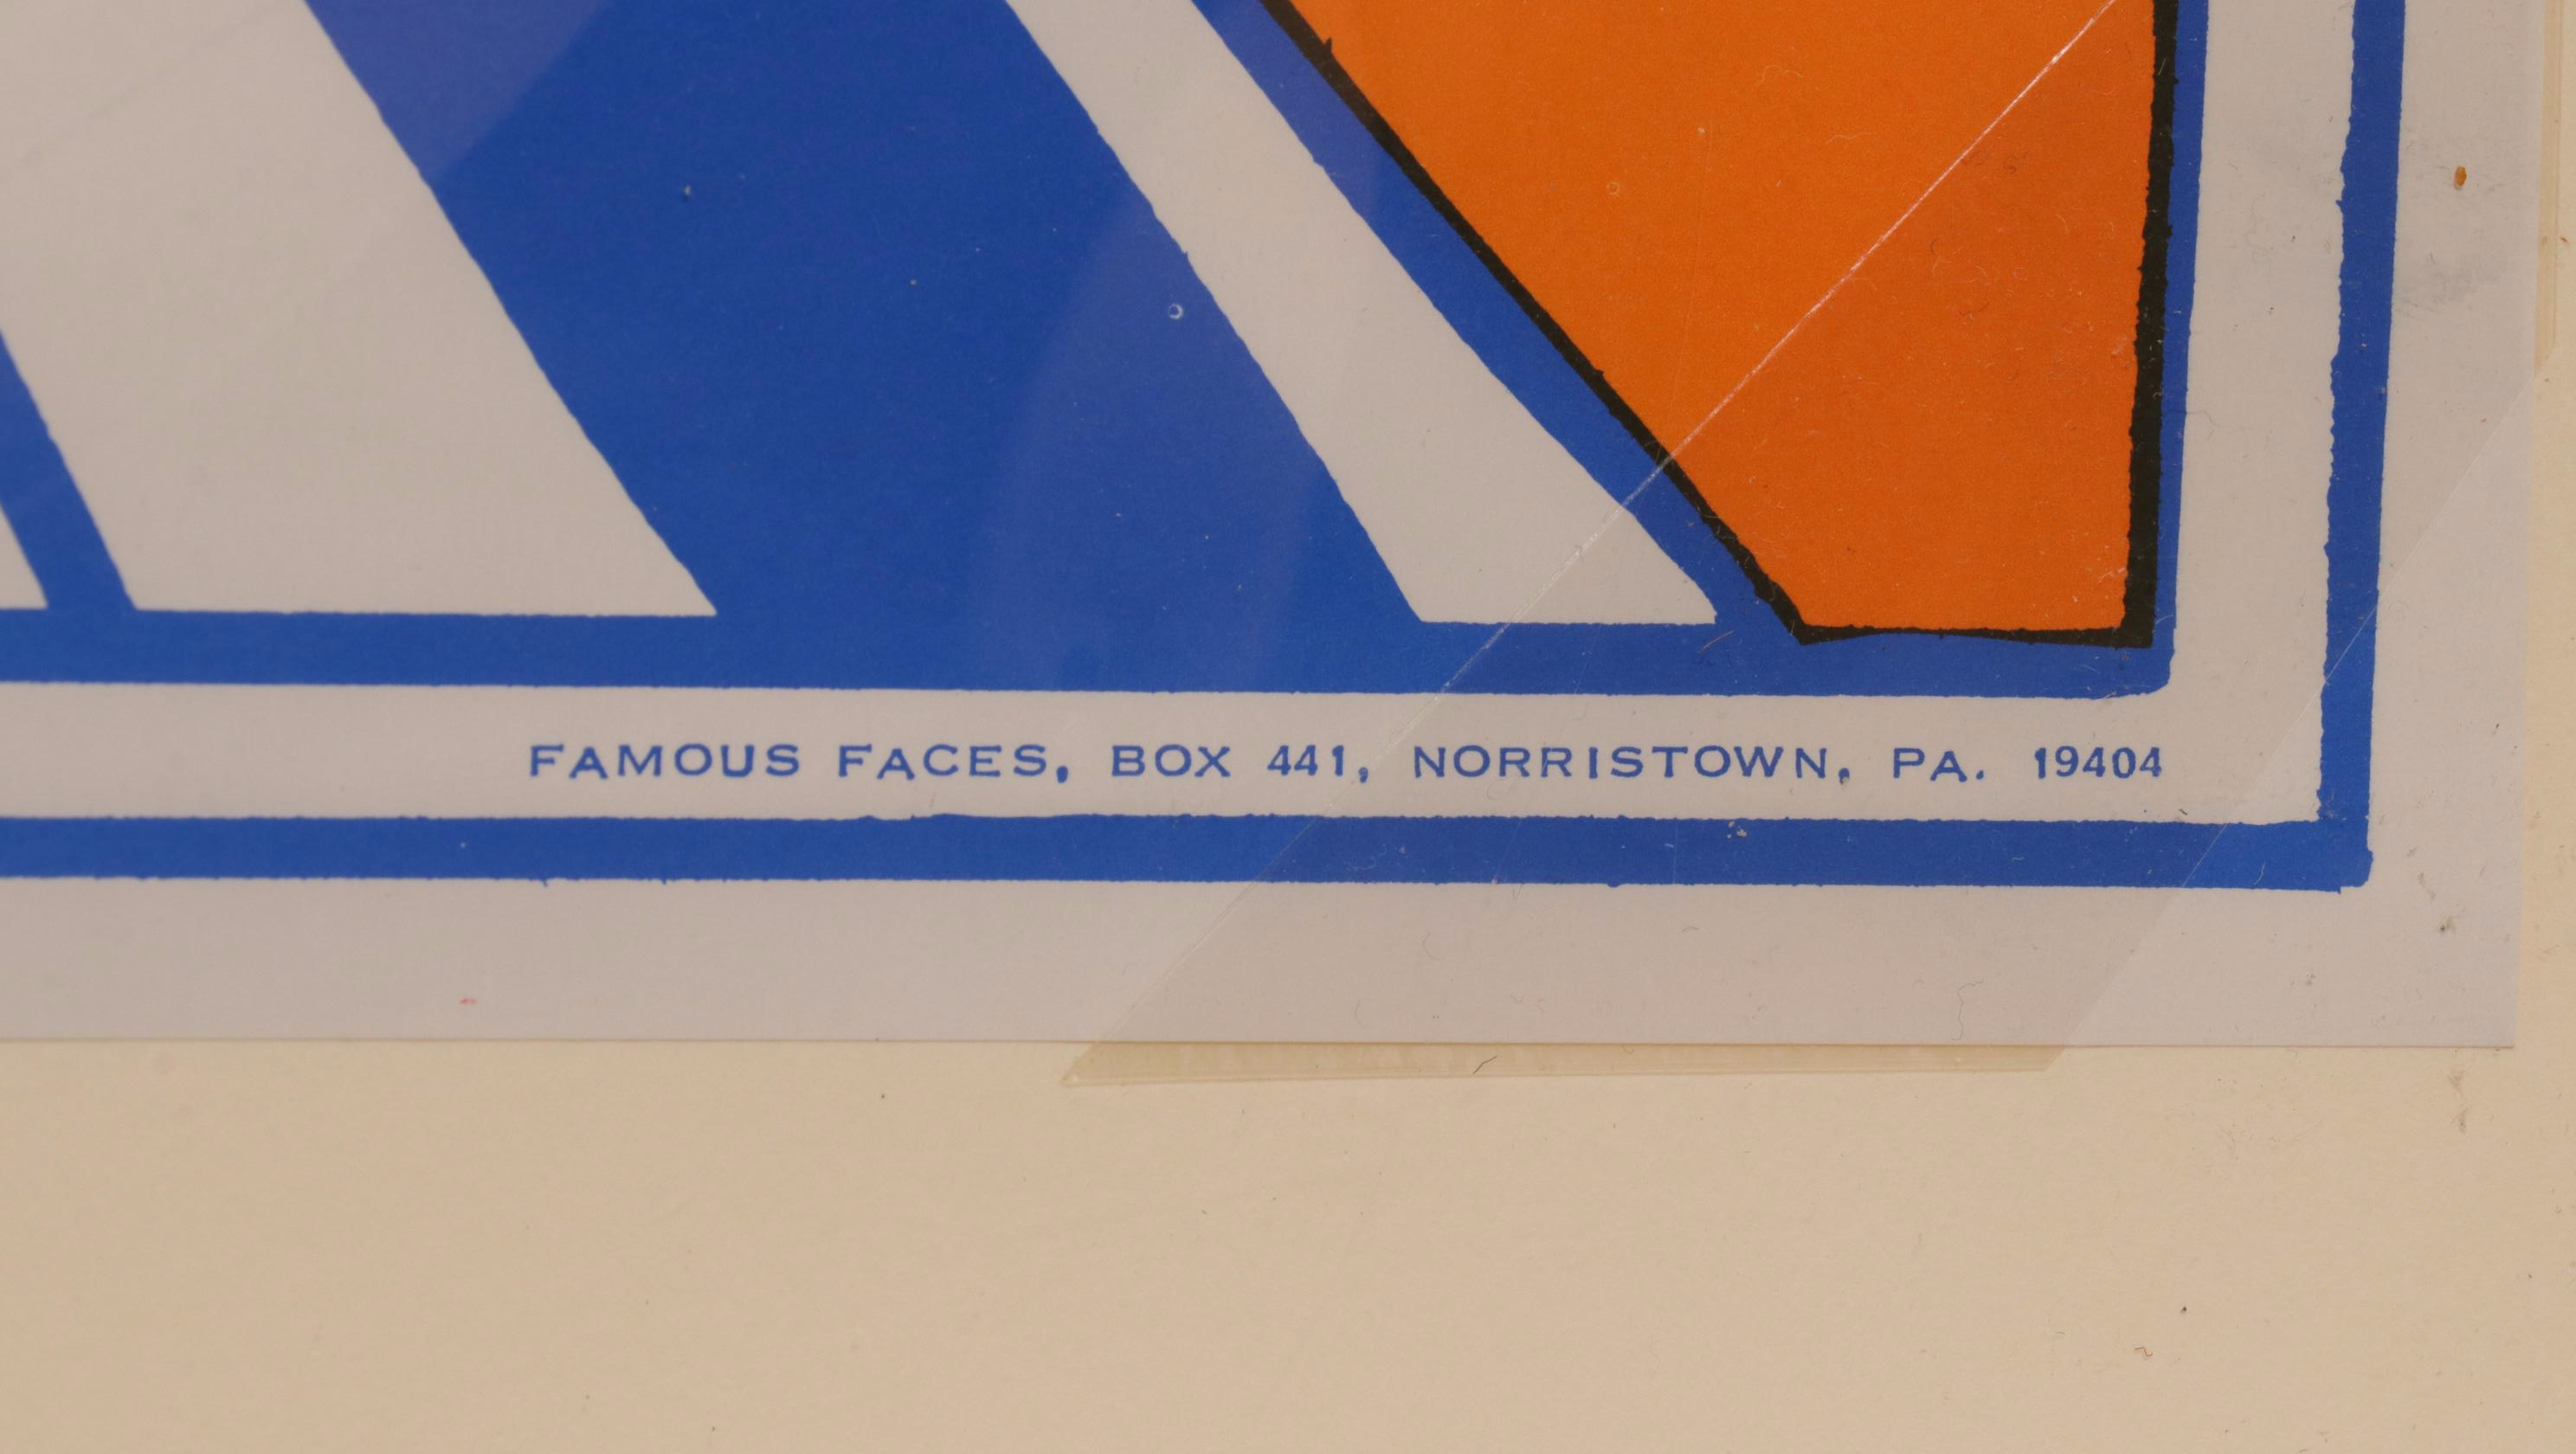 FAMOUS FACES, BOX 441, NORRISTOWN, PA. 19404